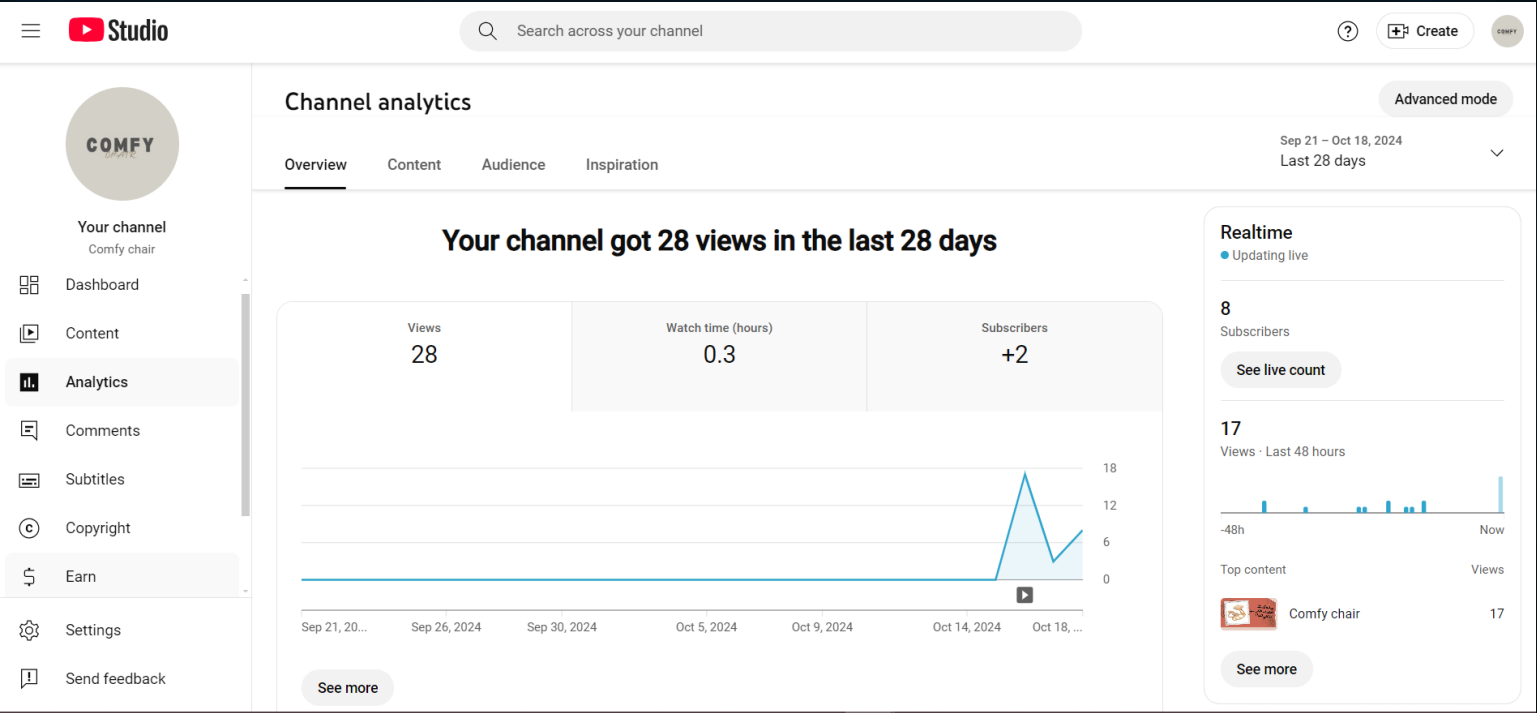 Studio
Search across your channel
Create
COMFY
COMFY
CHAIR
Your channel
Comfy chair
Dashboard
Content
Analytics
Comments
Subtitles
Copyright
Earn
Settings
Send feedback
Channel analytics
Advanced mode
Overview Content Audience Inspiration
Sep 21 – Oct 18, 2024
Last 28 days
Your channel got 28 views in the last 28 days
Views
28
Watch time (hours)
0.3
Subscribers
+2
18
12
6
0
Sep 21, 20... Sep 26, 2024 Sep 30, 2024 Oct 5, 2024 Oct 9, 2024 Oct 14, 2024 Oct 18, ...
See more
Realtime
Updating live
8
Subscribers
See live count
17
Views · Last 48 hours
-48h Now
Top content Views
Comfy chair 17
See more